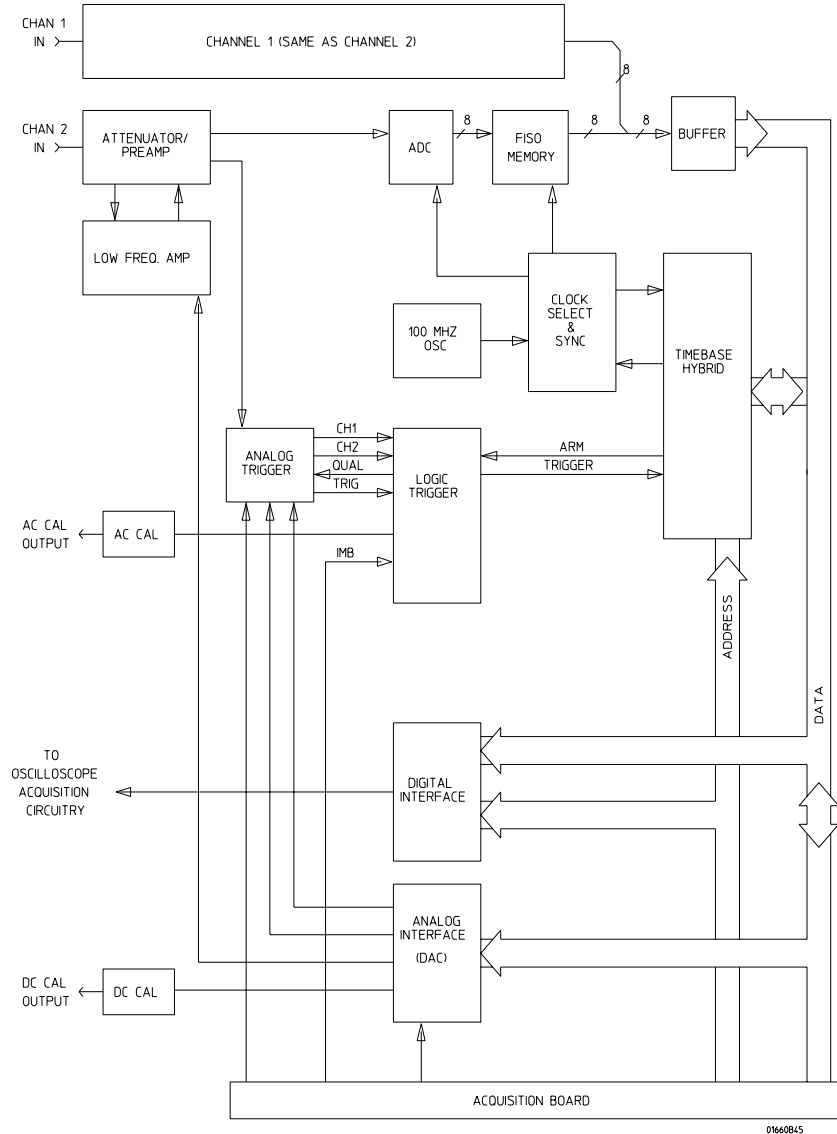 CHAN 1
IN
CHANNEL 1 (SAME AS CHANNEL 2)
8
CHAN 2
IN
ATTENUATOR/
PREAMP
ADC
8
FISO
MEMORY
8
8
BUFFER
LOW FREQ. AMP
100 MHZ
OSC
CLOCK
SELECT
&
SYNC
TIMEBASE
HYBRID
ANALOG
TRIGGER
CH1
CH2
QUAL
TRIG
LOGIC
TRIGGER
ARM
TRIGGER
AC CAL
OUTPUT
AC CAL
IMB
ADDRESS
DATA
TO
OSCILLOSCOPE
ACQUISITION
CIRCUITRY
DIGITAL
INTERFACE
ANALOG
INTERFACE
(DAC)
DC CAL
OUTPUT
DC CAL
ACQUISITION BOARD
01660B45